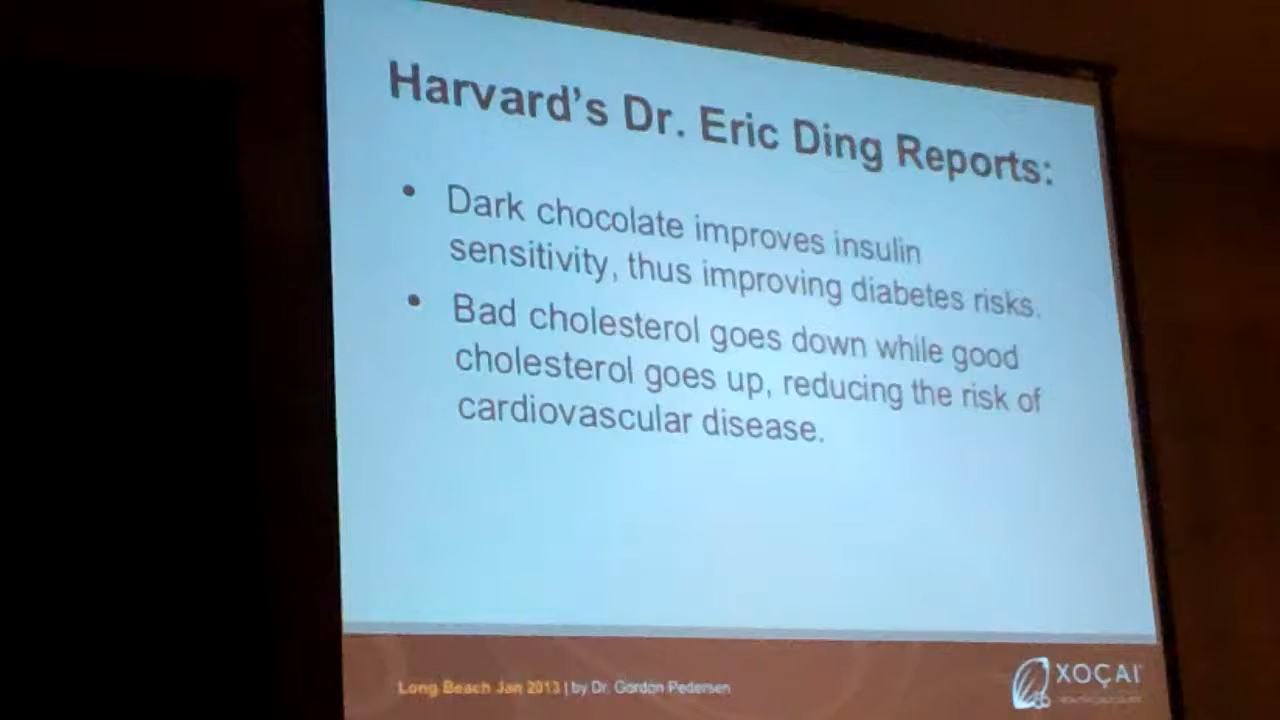 Harvard's Dr. Eric Ding Reports:
• Dark chocolate improves insulin
sensitivity, thus improving diabetes risks.
• Bad cholesterol goes down while good
cholesterol goes up, reducing the risk of
cardiovascular disease.
Long Beach Jan 2013 | by Dr. Gordon Pedersen
XOÇAI